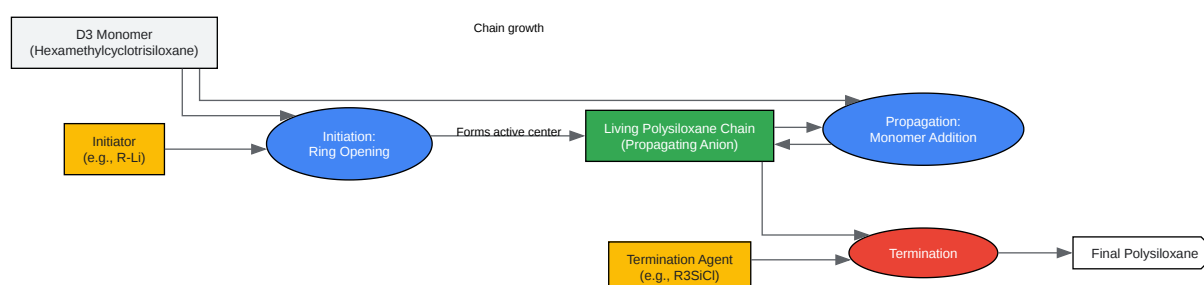 D3 Monomer
(Hexamethylcyclotrisiloxane)
Chain growth
Initiator
(e.g., R-Li)
Initiation:
Ring Opening
Forms active center
Living Polysiloxane Chain
(Propagating Anion)
Propagation:
Monomer Addition
Termination Agent
(e.g., R3SiCl)
Termination
Final Polysiloxane